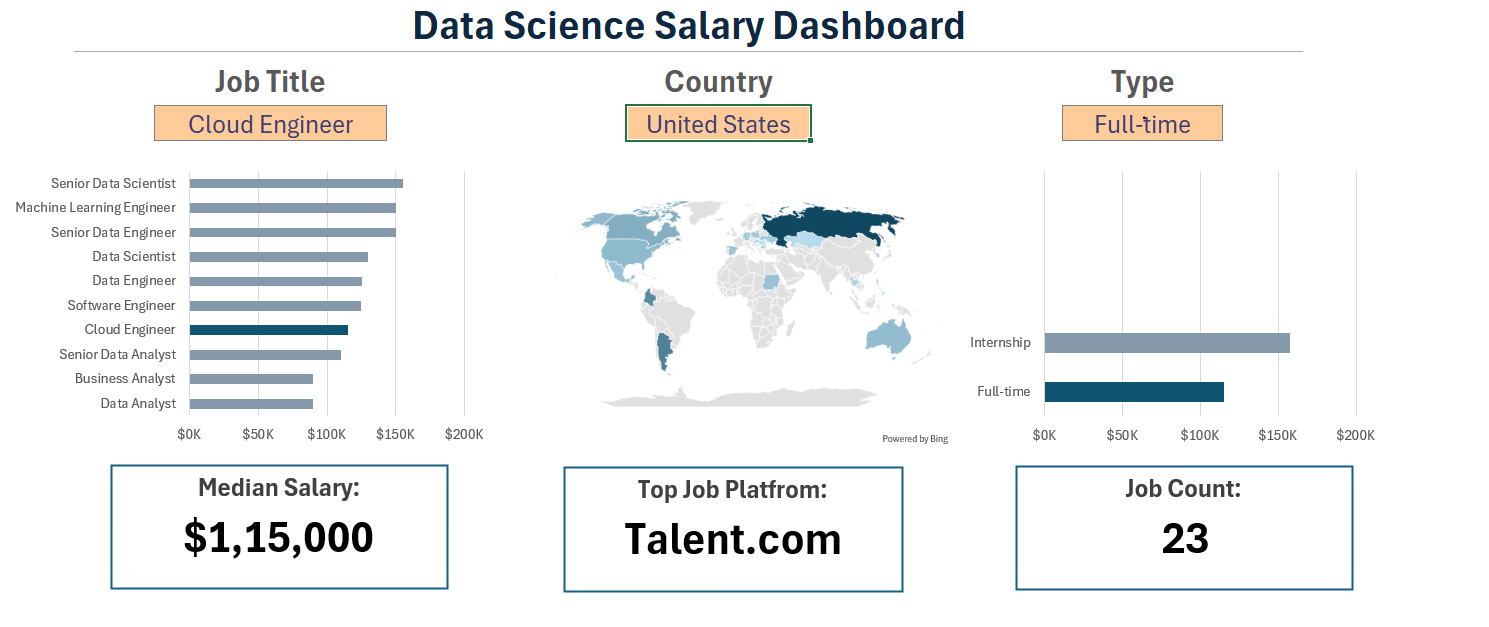 Data Science Salary Dashboard
Job Title
Country
Type
Cloud Engineer
United States
Full-time
Senior Data Scientist
Machine Learning Engineer
Senior Data Engineer
Data Scientist
Data Engineer
Software Engineer
Cloud Engineer
Senior Data Analyst
Business Analyst
Data Analyst
$0K $50K $100K $150K $200K
Powered by Bing
Internship
Full-time
$0K $50K $100K $150K $200K
Median Salary:
$1,15,000
Top Job Platfrom:
Talent.com
Job Count:
23